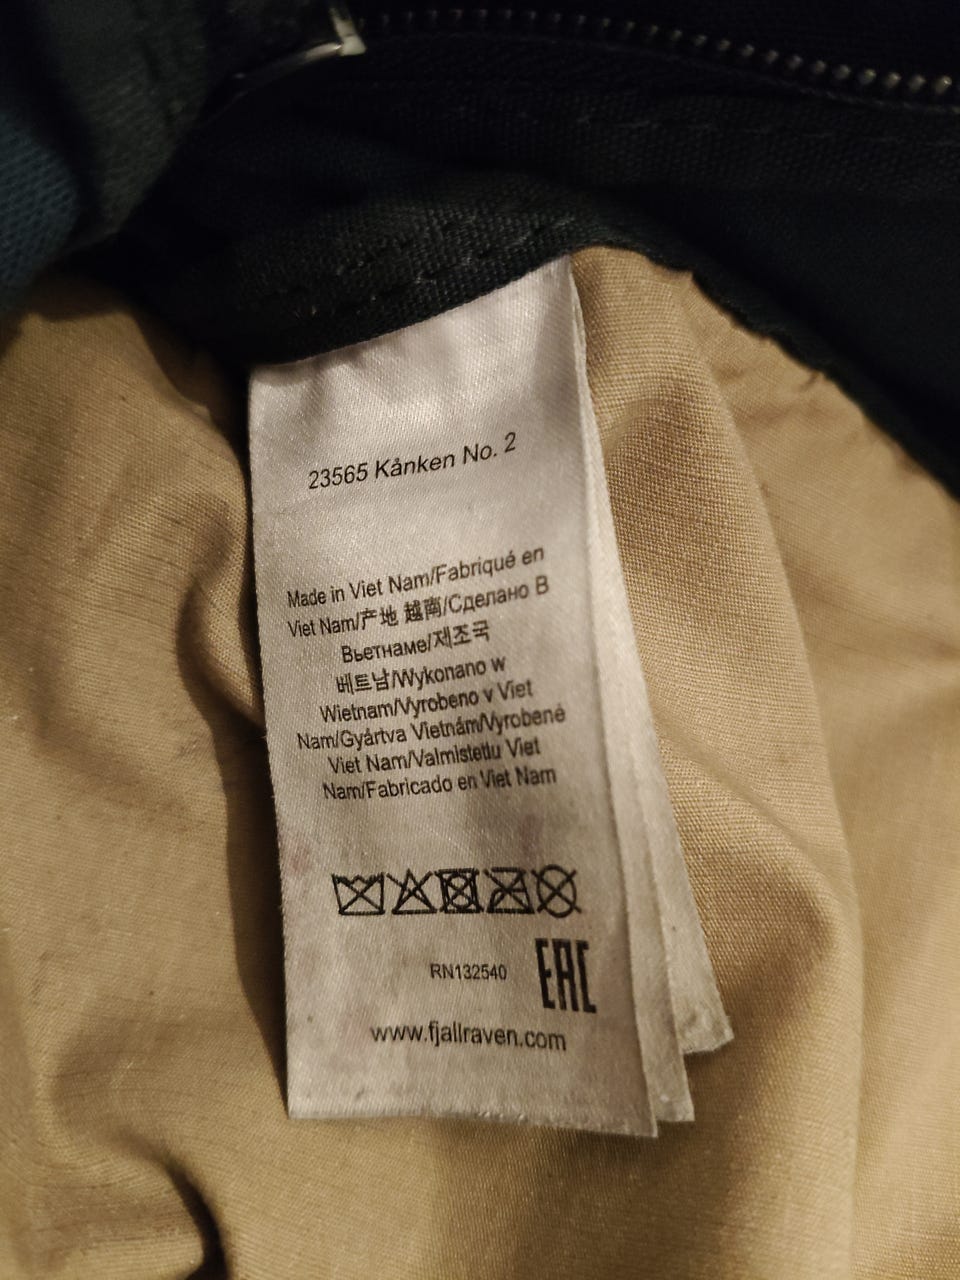 23565 Kånken No. 2
Made in Viet Nam/Fabriqué en
Viet Nam/产地 越南/Сделано В
Вьетнаме/제조국
베트남/Wykonano w
Wietnam/Vyrobeno v Viet
Nam/Gyártva Vietnám/Vyrobené
Viet Nam/Valmistettu Viet
Nam/Fabricado en Viet Nam
RN132540
EAC
www.fjallraven.com